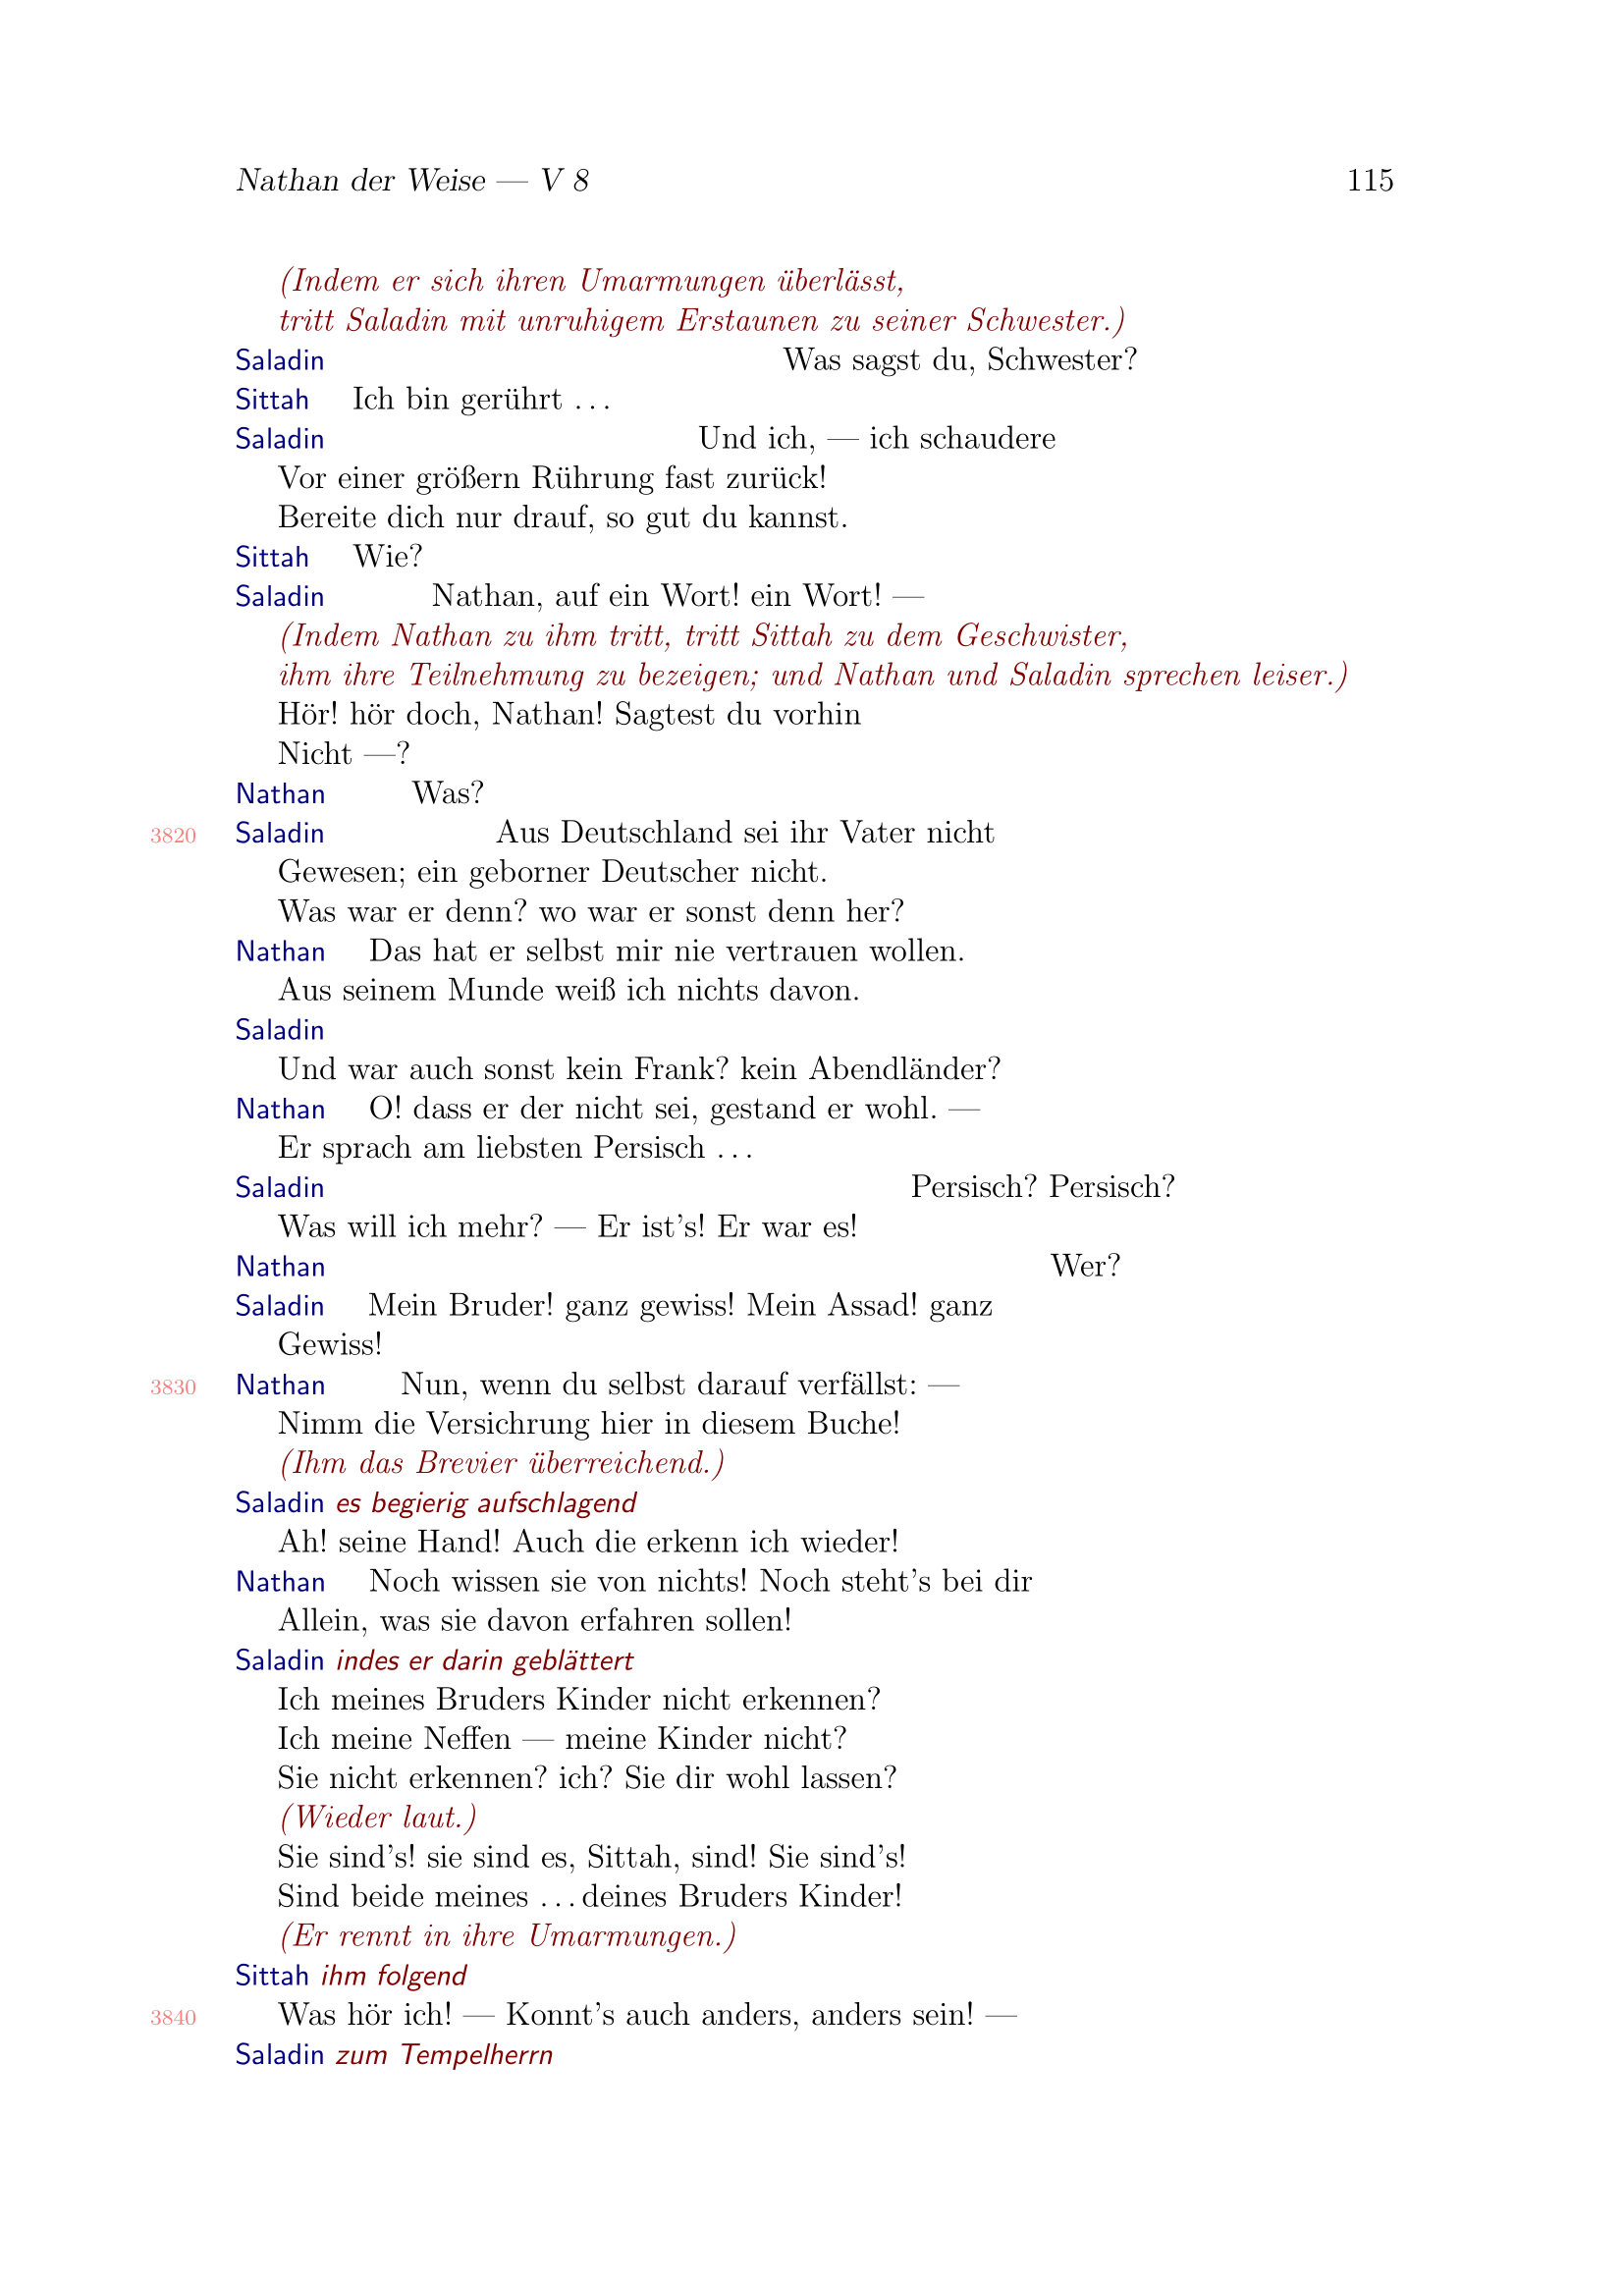 Nathan der Weise — V 8 115
(Indem er sich ihren Umarmungen überlässt,
tritt Saladin mit unruhigem Erstaunen zu seiner Schwester.)
Saladin Was sagst du, Schwester?
Sittah Ich bin gerührt . . .
Saladin Und ich, — ich schaudere
Vor einer größern Rührung fast zurück!
Bereite dich nur drauf, so gut du kannst.
Sittah Wie?
Saladin Nathan, auf ein Wort! ein Wort! —
(Indem Nathan zu ihm tritt, tritt Sittah zu dem Geschwister,
ihm ihre Teilnehmung zu bezeigen; und Nathan und Saladin sprechen leiser.)
Hör! hör doch, Nathan! Sagtest du vorhin
Nicht —?
Nathan Was?
3820 Saladin Aus Deutschland sei ihr Vater nicht
Gewesen; ein geborner Deutscher nicht.
Was war er denn? wo war er sonst denn her?
Nathan Das hat er selbst mir nie vertrauen wollen.
Aus seinem Munde weiß ich nichts davon.
Saladin
Und war auch sonst kein Frank? kein Abendländer?
Nathan O! dass er der nicht sei, gestand er wohl. —
Er sprach am liebsten Persisch . . .
Saladin Persisch? Persisch?
Was will ich mehr? — Er ist's! Er war es!
Nathan Wer?
Saladin Mein Bruder! ganz gewiss! Mein Assad! ganz
Gewiss!
3830 Nathan Nun, wenn du selbst darauf verfällst: —
Nimm die Versichrung hier in diesem Buche!
(Ihm das Brevier überreichend.)
Saladin es begierig aufschlagend
Ah! seine Hand! Auch die erkenn ich wieder!
Nathan Noch wissen sie von nichts! Noch steht's bei dir
Allein, was sie davon erfahren sollen!
Saladin indes er darin geblättert
Ich meines Bruders Kinder nicht erkennen?
Ich meine Neffen — meine Kinder nicht?
Sie nicht erkennen? ich? Sie dir wohl lassen?
(Wieder laut.)
Sie sind's! sie sind es, Sittah, sind! Sie sind's!
Sind beide meines . . . deines Bruders Kinder!
(Er rennt in ihre Umarmungen.)
Sittah ihm folgend
3840 Was hör ich! — Konnt's auch anders, anders sein! —
Saladin zum Tempelherrn